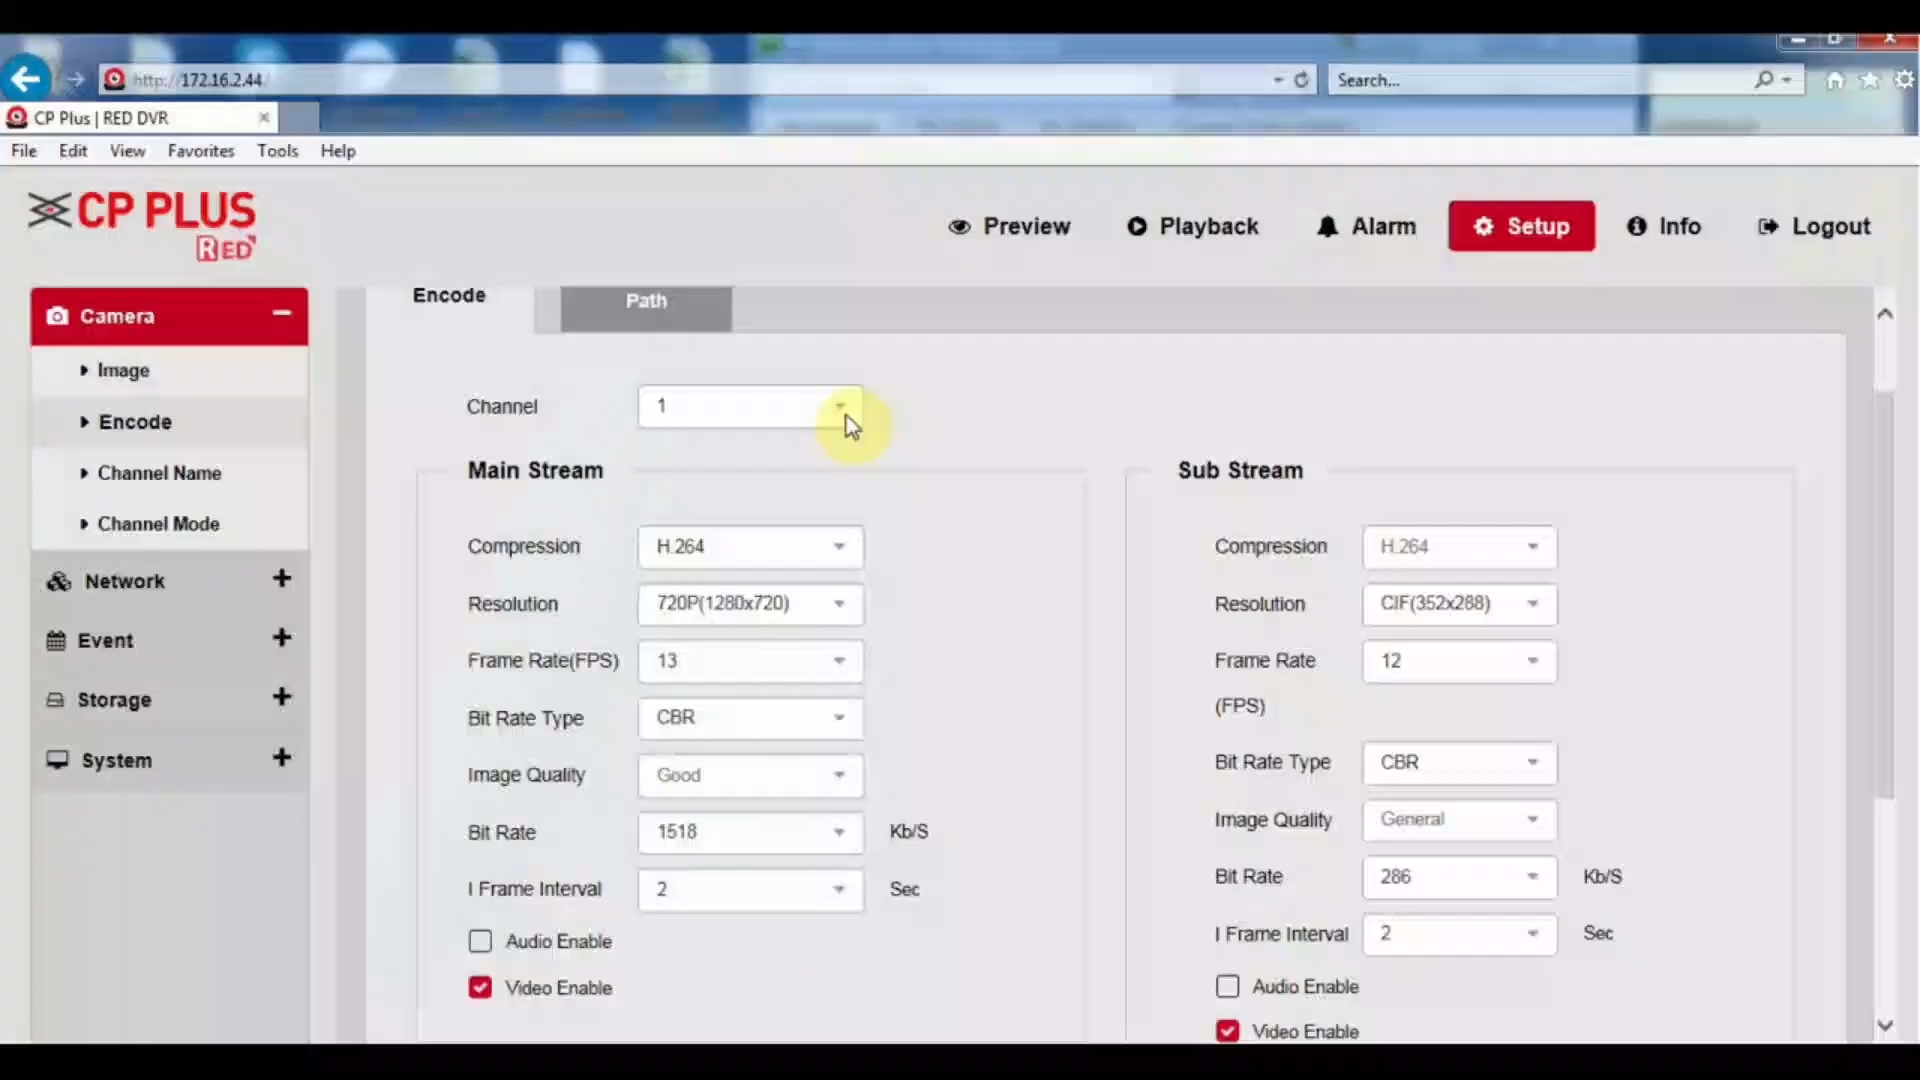 http://172.16.2.44/
Search...
CP Plus | RED DVR
File Edit View Favorites Tools Help
CP PLUS
RED
Preview Playback Alarm Setup Info Logout
Camera
Image
Encode
Channel Name
Channel Mode
Network
Event
Storage
System
Encode Path
Channel 1
Main Stream
Compression H.264
Resolution 720P(1280x720)
Frame Rate(FPS) 13
Bit Rate Type CBR
Image Quality Good
Bit Rate 1518 Kb/S
I Frame Interval 2 Sec
Audio Enable
Video Enable
Sub Stream
Compression H.264
Resolution CIF(352x288)
Frame Rate 12
(FPS)
Bit Rate Type CBR
Image Quality General
Bit Rate 286 Kb/S
I Frame Interval 2 Sec
Audio Enable
Video Enable